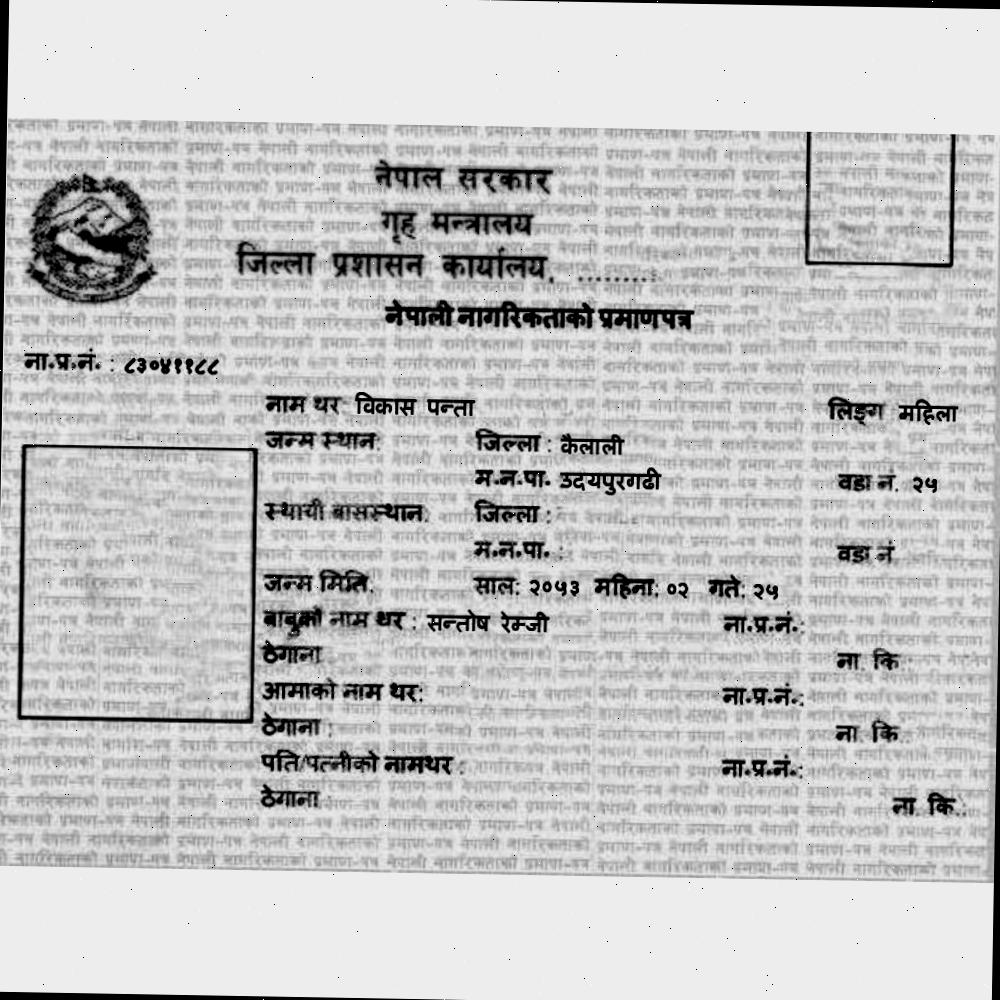 नेपाल सरकार
गृह मन्त्रालय
जिल्ला प्रशासन कार्यालय, .........
नेपाली नागरिकताको प्रमाणपत्र
ना.प्र.नं. : ८३०४११८८
नाम थर विकास पन्ता लिङ्ग महिला
जन्म स्थान: जिल्ला : कैलाली
म.न.पा. उदयपुरगढी वडा नं. २५
स्थायी बासस्थान: जिल्ला :
म.न.पा. : वडा नं
जन्म मिति. साल: २०५३ महिना: ०२ गते: २५
बाबुको नाम थर : सन्तोष रेम्जी ना.प्र.नं.:
ठेगाना ना. कि.:
आमाको नाम थर: ना.प्र.नं.:
ठेगाना : ना. कि.:
पति/पत्नीको नामथर : ना.प्र.नं.:
ठेगाना : ना. कि.: